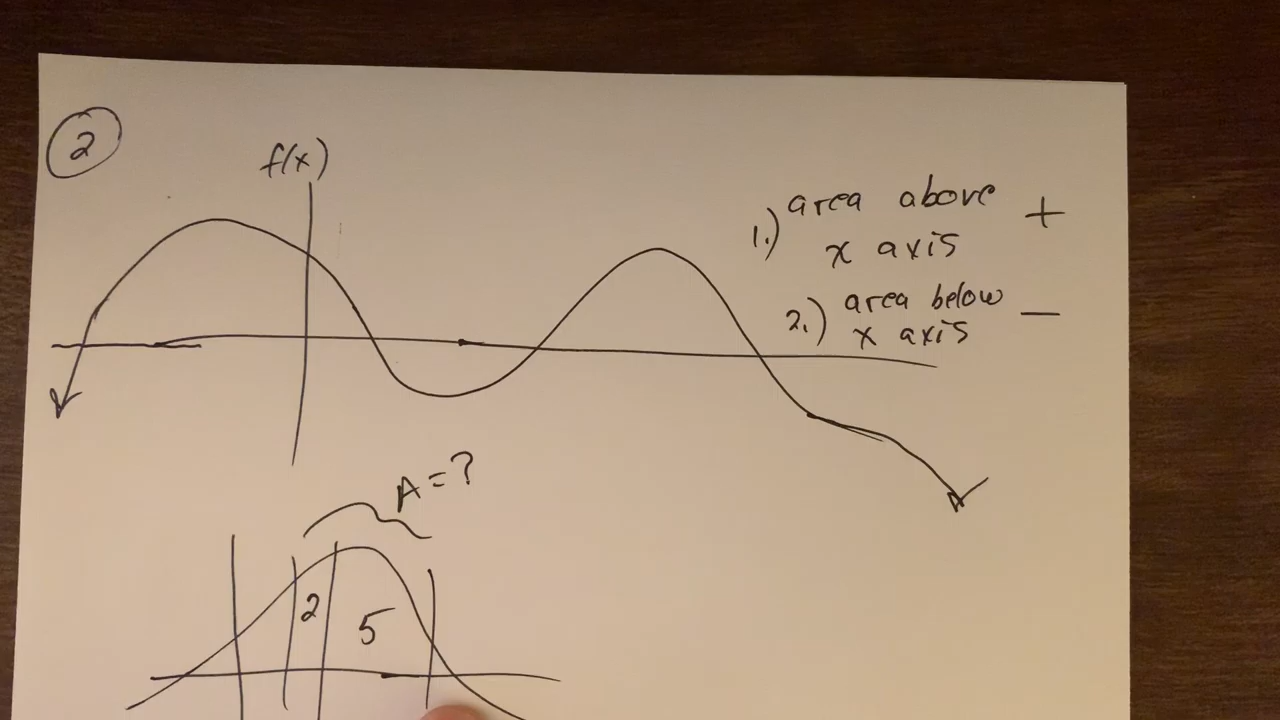 2
f(x)
1.) area above +
x axis
2.) area below −
x axis
A = ?
2
5